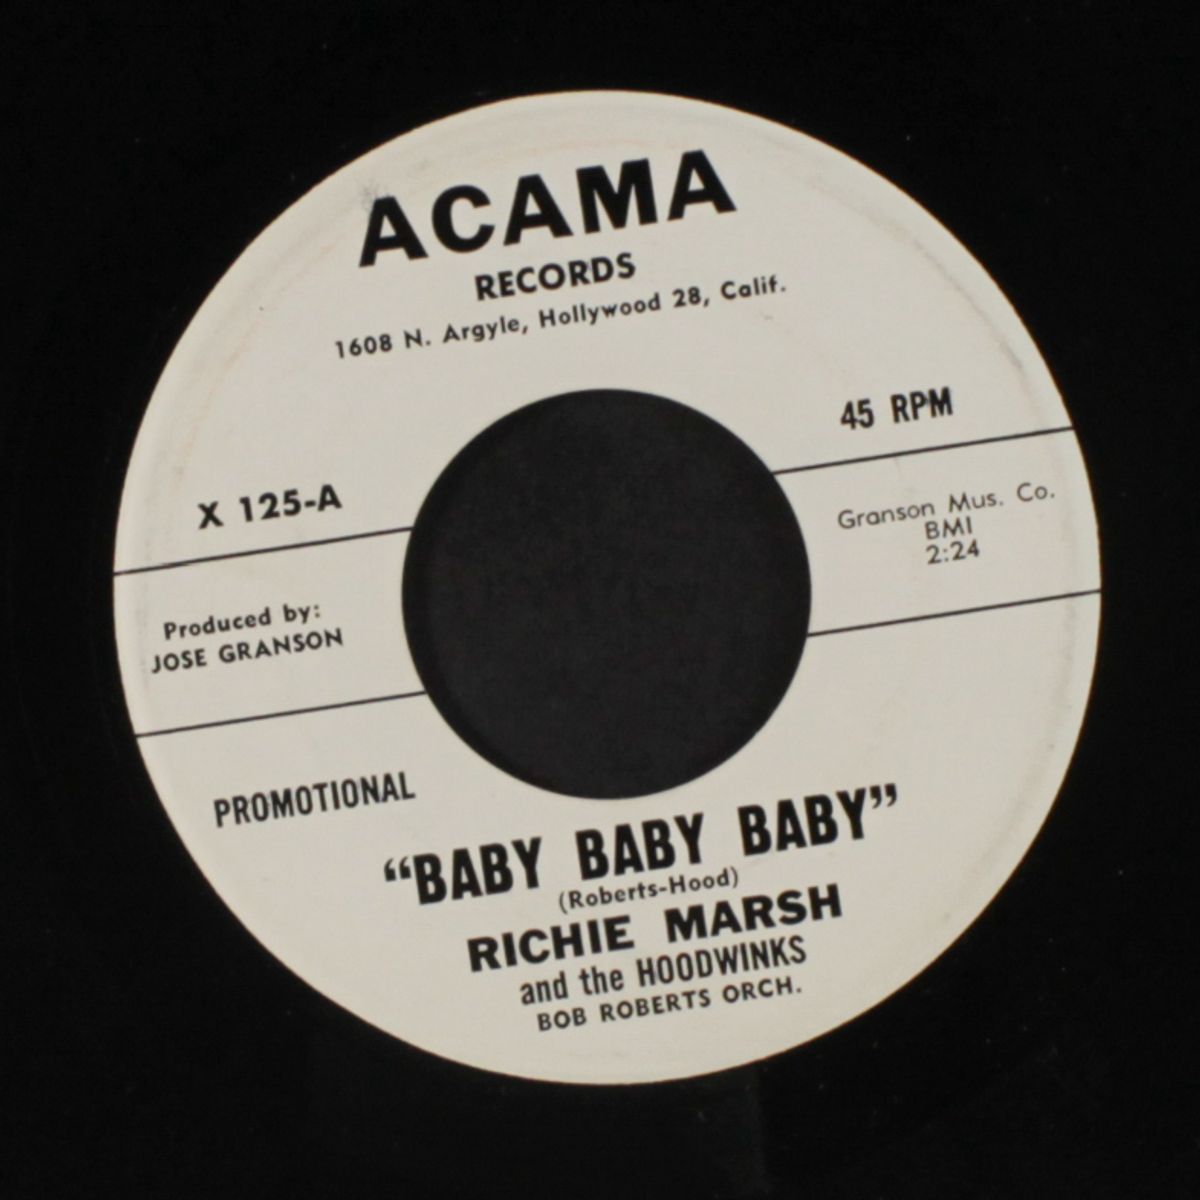 ACAMA
RECORDS
1608 N. Argyle, Hollywood 28, Calif.
45 RPM
X 125-A
Granson Mus. Co.
BMI
2:24
Produced by:
JOSE GRANSON
PROMOTIONAL
“BABY BABY BABY”
(Roberts-Hood)
RICHIE MARSH
and the HOODWINKS
BOB ROBERTS ORCH.